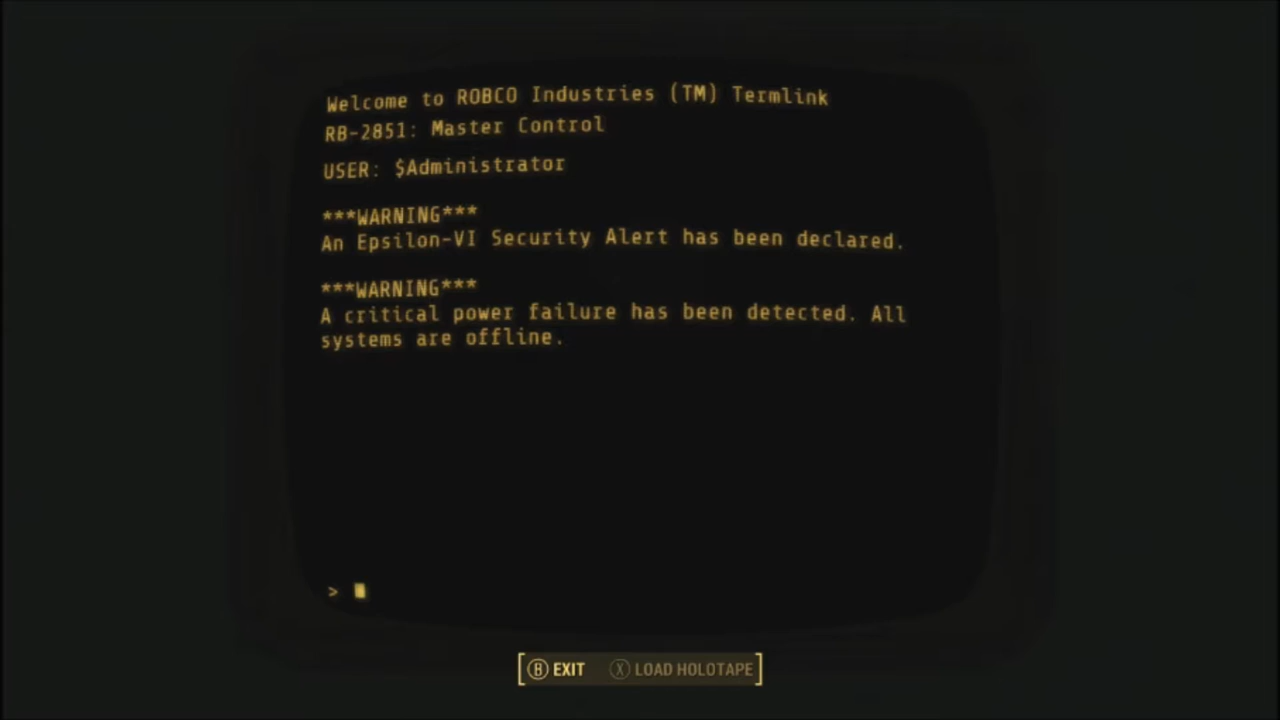 Welcome to ROBCO Industries (TM) Termlink
RB-2851: Master Control
USER: $Administrator
***WARNING***
An Epsilon-VI Security Alert has been declared.
***WARNING***
A critical power failure has been detected. All
systems are offline.
>
B EXIT X LOAD HOLOTAPE